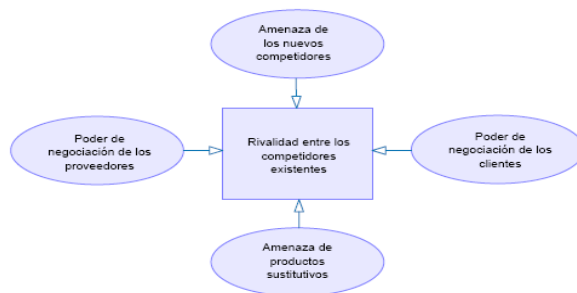 Amenaza de
los nuevos
competidores
Poder de
negociación de los
proveedores
Rivalidad entre los
competidores
existentes
Poder de
negociación de los
clientes
Amenaza de
productos
sustitutivos